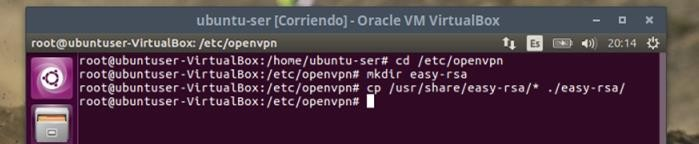 ubuntu-ser [Corriendo] - Oracle VM VirtualBox
root@ubuntuser-VirtualBox: /etc/openvpn
Es
20:14
root@ubuntuser-VirtualBox:/home/ubuntu-ser# cd /etc/openvpn
root@ubuntuser-VirtualBox:/etc/openvpn# mkdir easy-rsa
root@ubuntuser-VirtualBox:/etc/openvpn# cp /usr/share/easy-rsa/* ./easy-rsa/
root@ubuntuser-VirtualBox:/etc/openvpn#